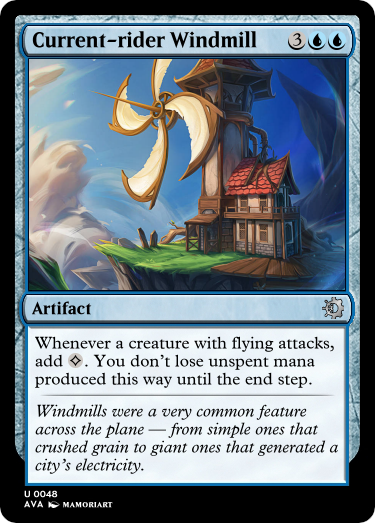 Current-rider Windmill 3
Artifact
Whenever a creature with flying attacks,
add. You don't lose unspent mana
produced this way until the end step.
Windmills were a very common feature
across the plane — from simple ones that
crushed grain to giant ones that generated a
city's electricity.
U 0048
AVA MAMORIART